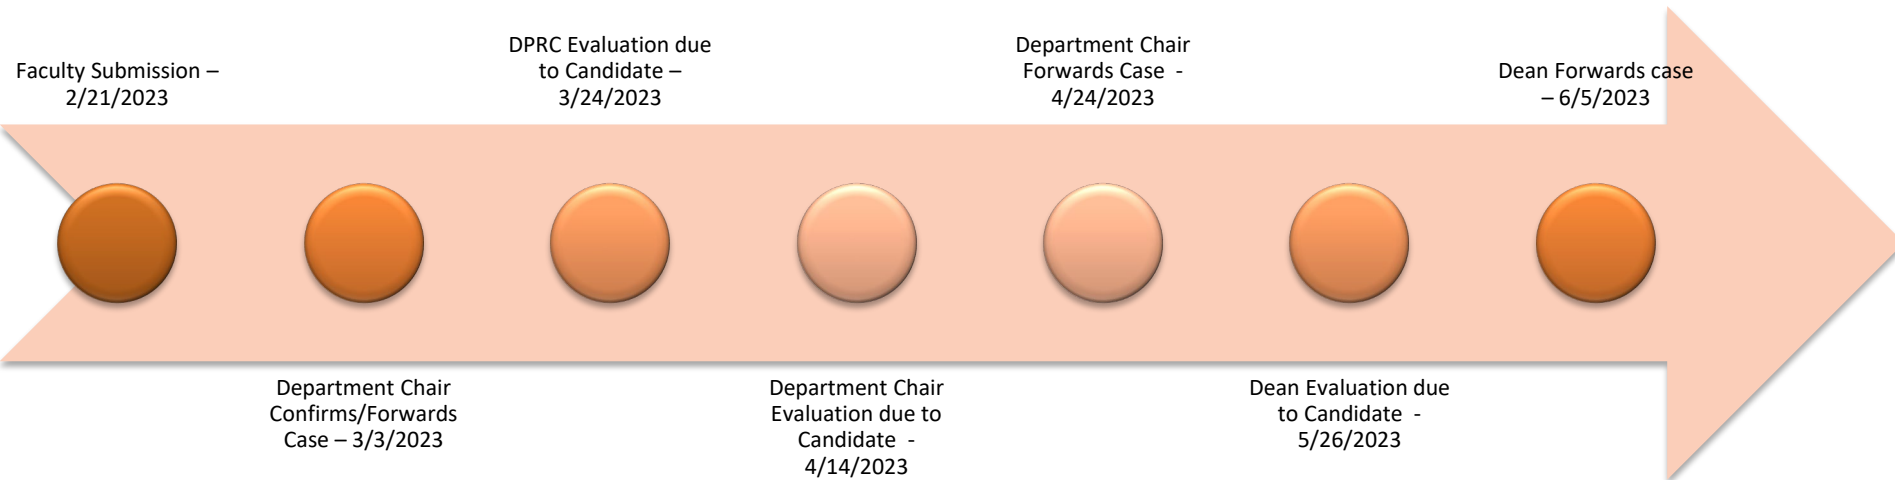 Faculty Submission –
2/21/2023
Department Chair
Confirms/Forwards
Case – 3/3/2023
DPRC Evaluation due
to Candidate –
3/24/2023
Department Chair
Evaluation due to
Candidate -
4/14/2023
Department Chair
Forwards Case -
4/24/2023
Dean Evaluation due
to Candidate -
5/26/2023
Dean Forwards case
– 6/5/2023